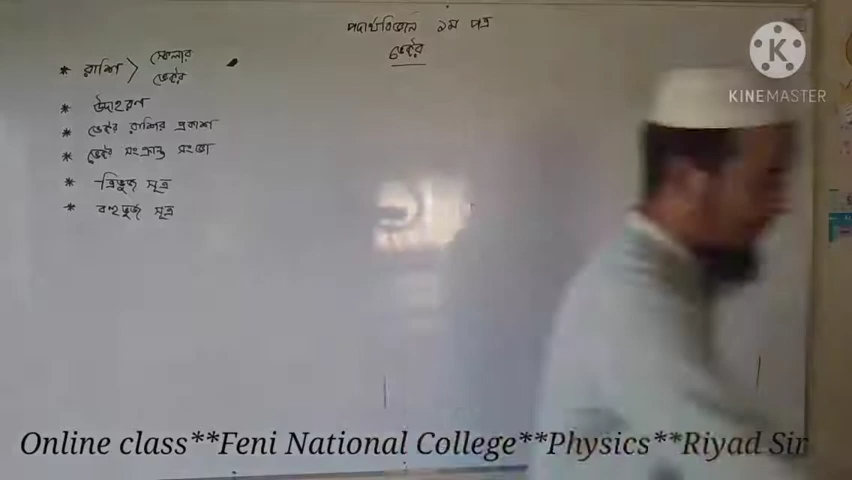 পদার্থবিজ্ঞান ১ম পত্র
ভেক্টর
* রাশি > স্কেলার
ভেক্টর
* উদাহরণ
* ভেক্টর রাশির প্রকাশ
* ভেক্টর সংক্রান্ত সংজ্ঞা
* ত্রিভুজ সূত্র
* বহুভুজ সূত্র
K
KINEMASTER
Online class**Feni National College**Physics**Riyad Sir